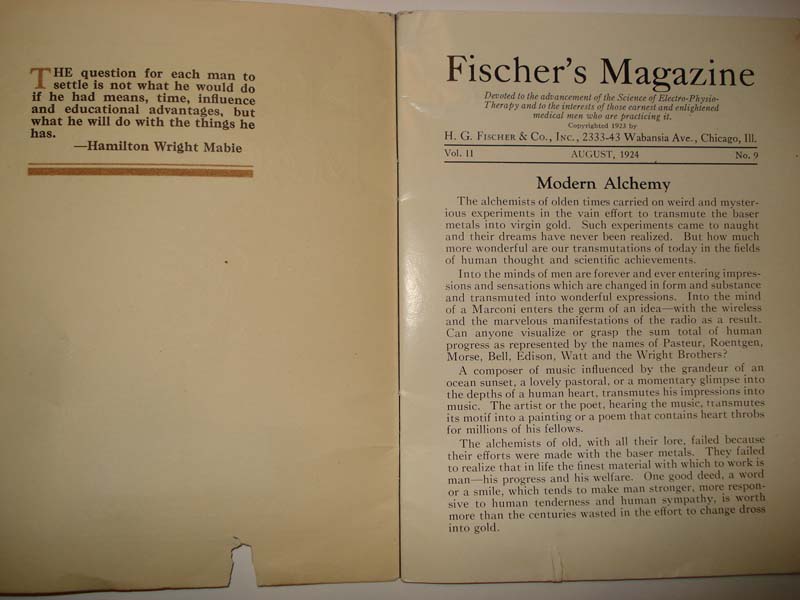 THE question for each man to
settle is not what he would do
if he had means, time, influence
and educational advantages, but
what he will do with the things he
has.
—Hamilton Wright Mabie
Fischer's Magazine
Devoted to the advancement of the Science of Electro-Physio-
Therapy and to the interests of those earnest and enlightened
medical men who are practicing it.
Copyrighted 1923 by
H. G. FISCHER & CO., INC., 2333-43 Wabansia Ave., Chicago, Ill.
Vol. II AUGUST, 1924 No. 9
Modern Alchemy
The alchemists of olden times carried on weird and myster-
ious experiments in the vain effort to transmute the baser
metals into virgin gold. Such experiments came to naught
and their dreams have never been realized. But how much
more wonderful are our transmutations of today in the fields
of human thought and scientific achievements.
Into the minds of men are forever and ever entering impres-
sions and sensations which are changed in form and substance
and transmuted into wonderful expressions. Into the mind
of a Marconi enters the germ of an idea—with the wireless
and the marvelous manifestations of the radio as a result.
Can anyone visualize or grasp the sum total of human
progress as represented by the names of Pasteur, Roentgen,
Morse, Bell, Edison, Watt and the Wright Brothers?
A composer of music influenced by the grandeur of an
ocean sunset, a lovely pastoral, or a momentary glimpse into
the depths of a human heart, transmutes his impressions into
music. The artist or the poet, hearing the music, transmutes
its motif into a painting or a poem that contains heart throbs
for millions of his fellows.
The alchemists of old, with all their lore, failed because
their efforts were made with the baser metals. They failed
to realize that in life the finest material with which to work is
man—his progress and his welfare. One good deed, a word
or a smile, which tends to make man stronger, more respon-
sive to human tenderness and human sympathy, is worth
more than the centuries wasted in the effort to change dross
into gold.